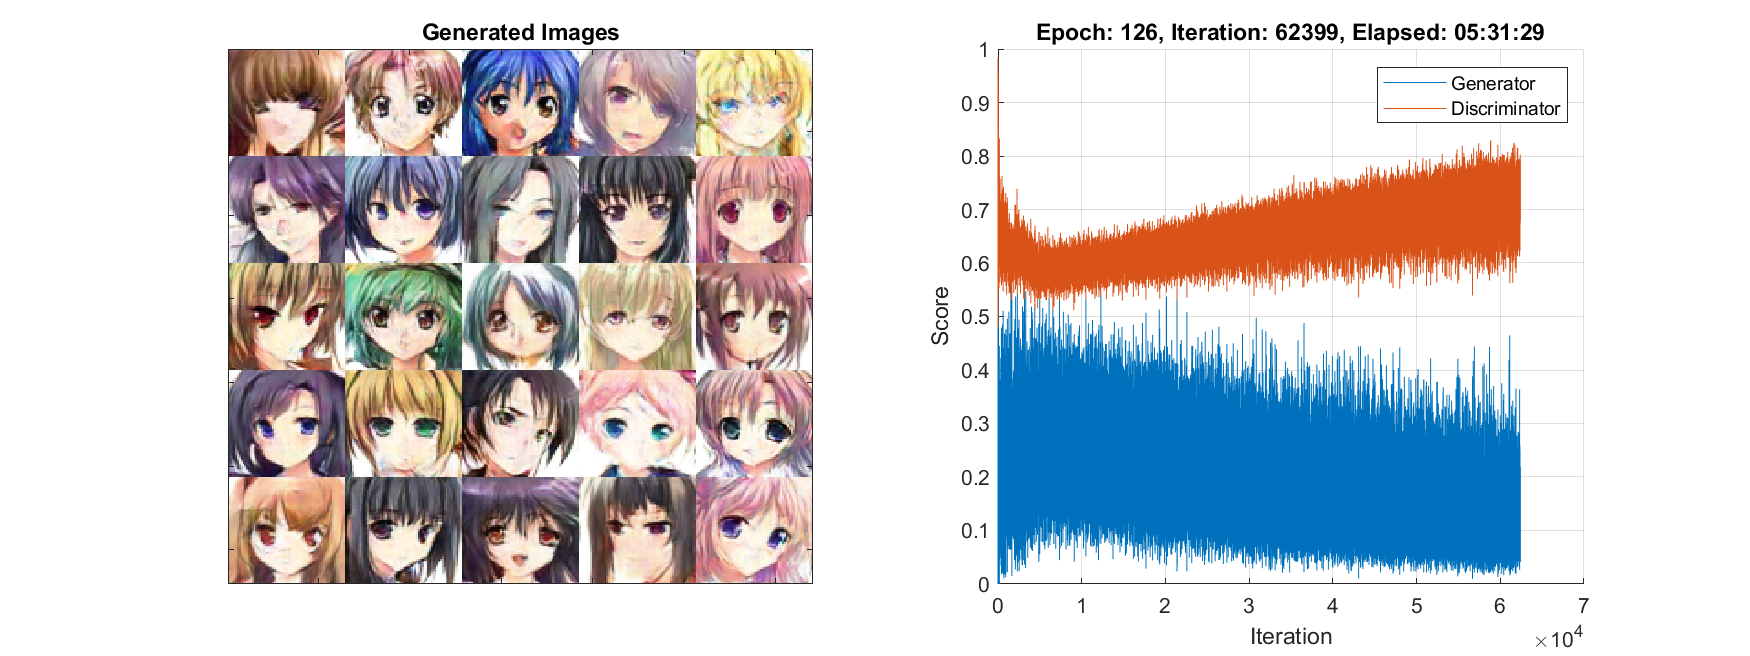 Generated Images
Epoch: 126, Iteration: 62399, Elapsed: 05:31:29
Generator
Discriminator
1
0.9
0.8
0.7
0.6
0.5
0.4
0.3
0.2
0.1
0
Score
0 1 2 3 4 5 6 7
Iteration
×10^4